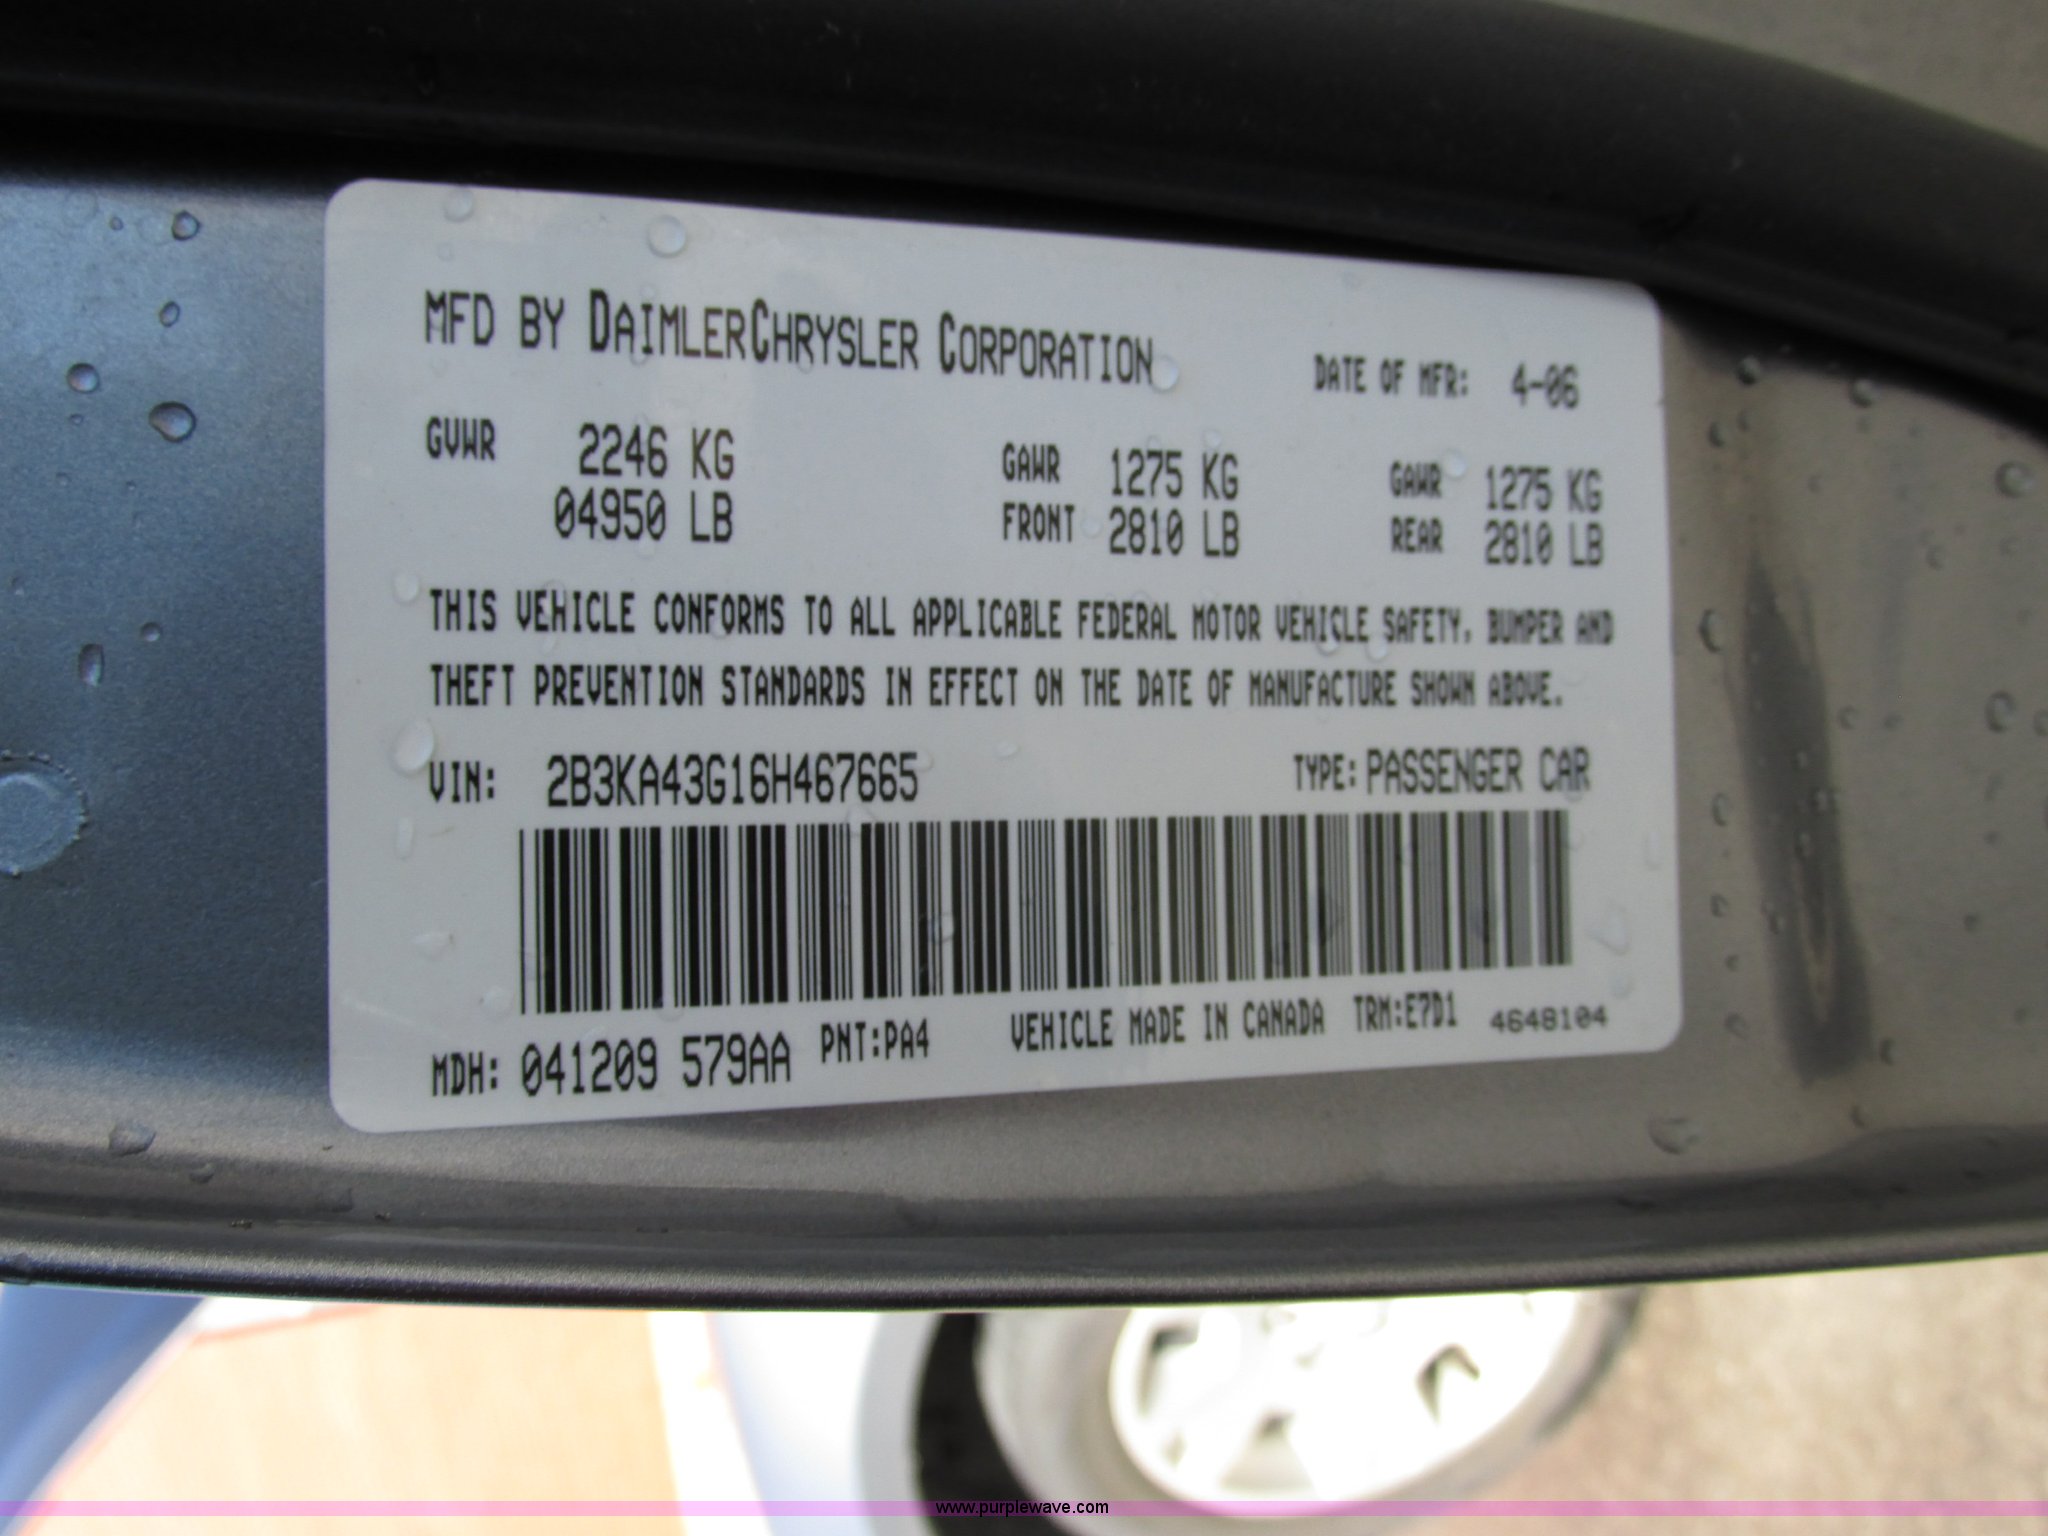 MFD BY DAIMLERCHRYSLER CORPORATION
DATE OF MFR: 4-06
GVWR 2246 KG GAWR 1275 KG GAWR 1275 KG
04950 LB FRONT 2810 LB REAR 2810 LB
THIS VEHICLE CONFORMS TO ALL APPLICABLE FEDERAL MOTOR VEHICLE SAFETY, BUMPER AND
THEFT PREVENTION STANDARDS IN EFFECT ON THE DATE OF MANUFACTURE SHOWN ABOVE.
VIN: 2B3KA43G16H467665 TYPE: PASSENGER CAR
MDH: 041209 579AA PNT:PA4 VEHICLE MADE IN CANADA TRM:E7D1 4648104
www.purplewave.com